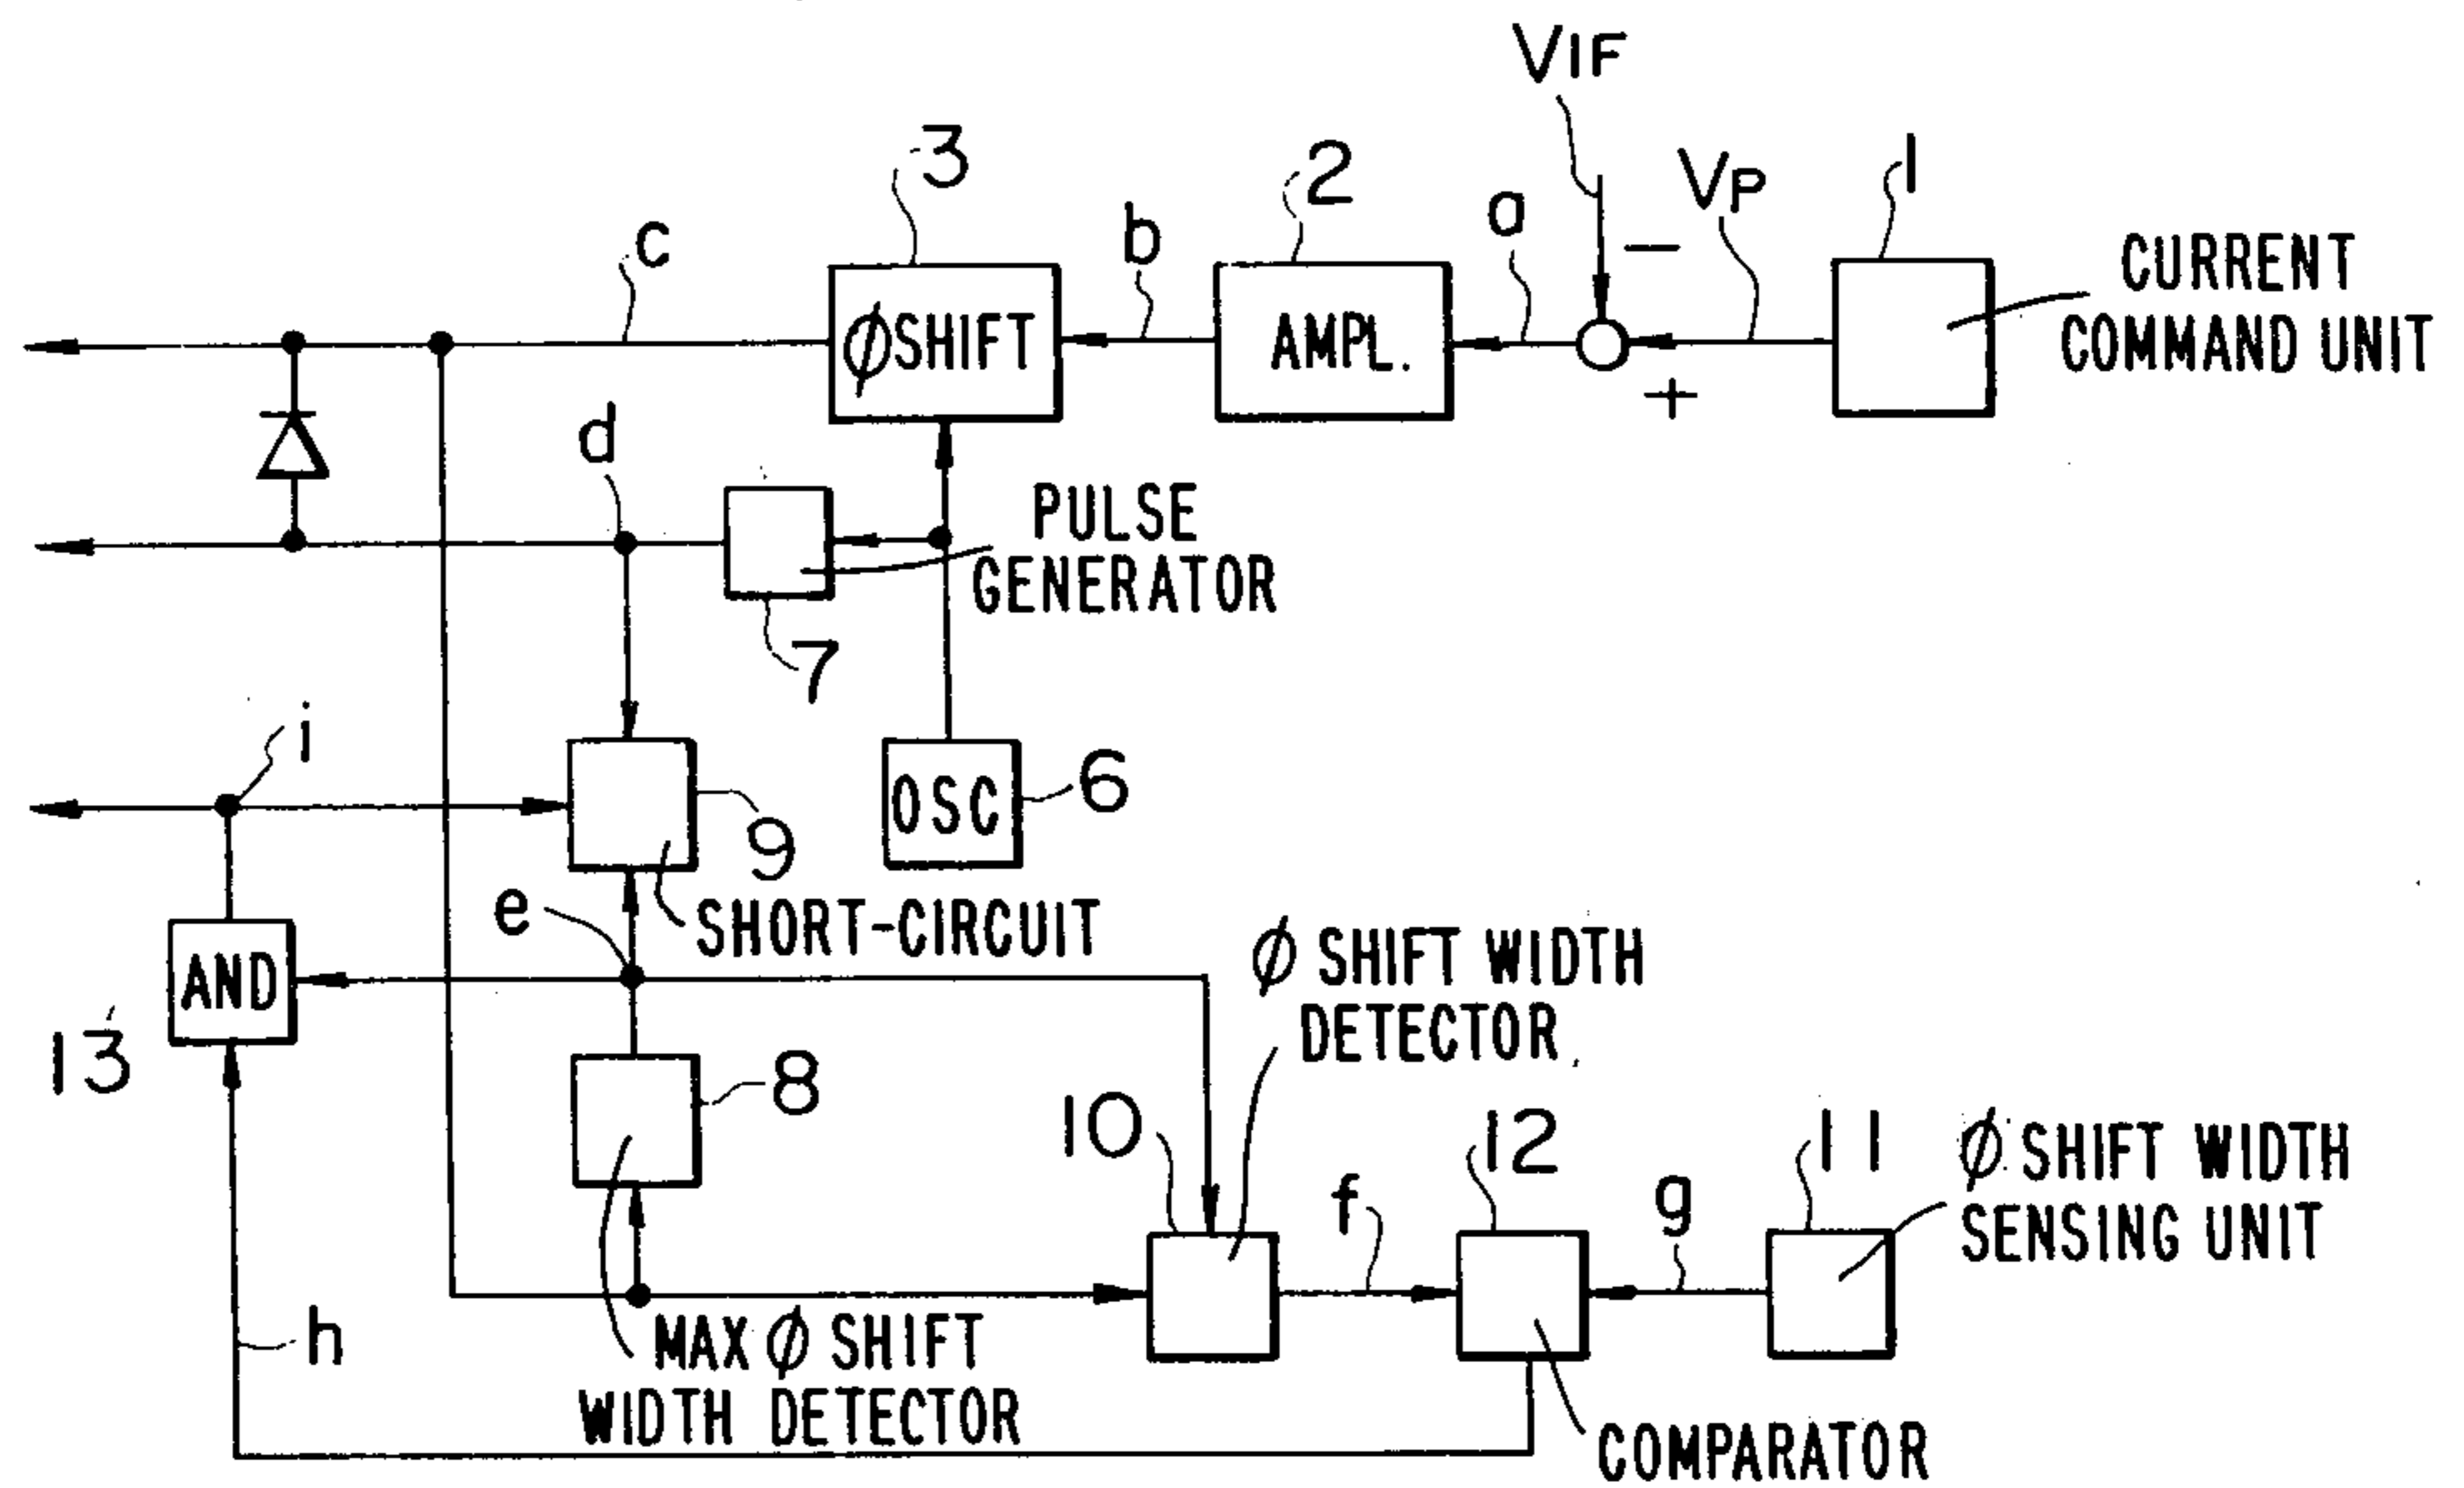 VIF
3
2
VP
1
c
b
a
−
CURRENT
COMMAND UNIT
φSHIFT
AMPL.
+
d
PULSE
GENERATOR
7
i
OSC
6
9
e
SHORT-CIRCUIT
φ SHIFT WIDTH
DETECTOR
AND
13
8
10
12
11
φ SHIFT WIDTH
SENSING UNIT
f
g
h
MAX φ SHIFT
WIDTH DETECTOR
COMPARATOR